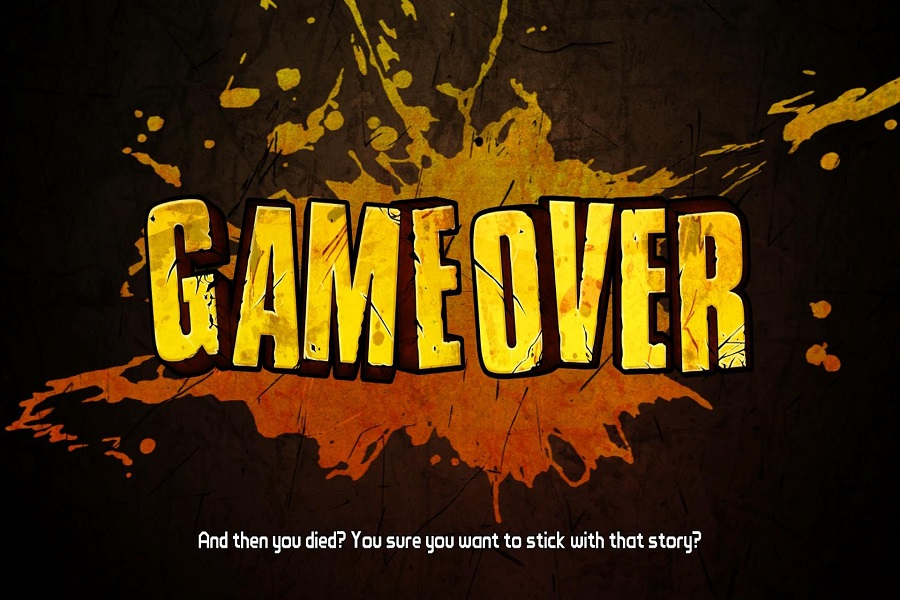 GAME OVER
And then you died? You sure you want to stick with that story?